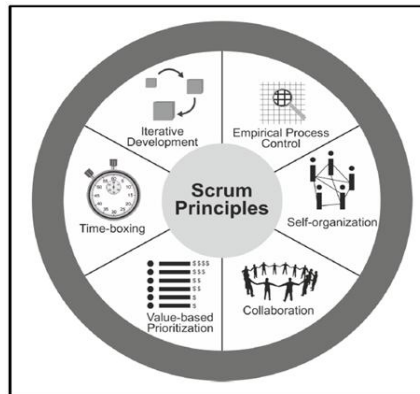 Scrum
Principles
Iterative
Development
Empirical Process
Control
Self-organization
Collaboration
Value-based
Prioritization
$$$$
$$$
$$
$$
$
$
Time-boxing